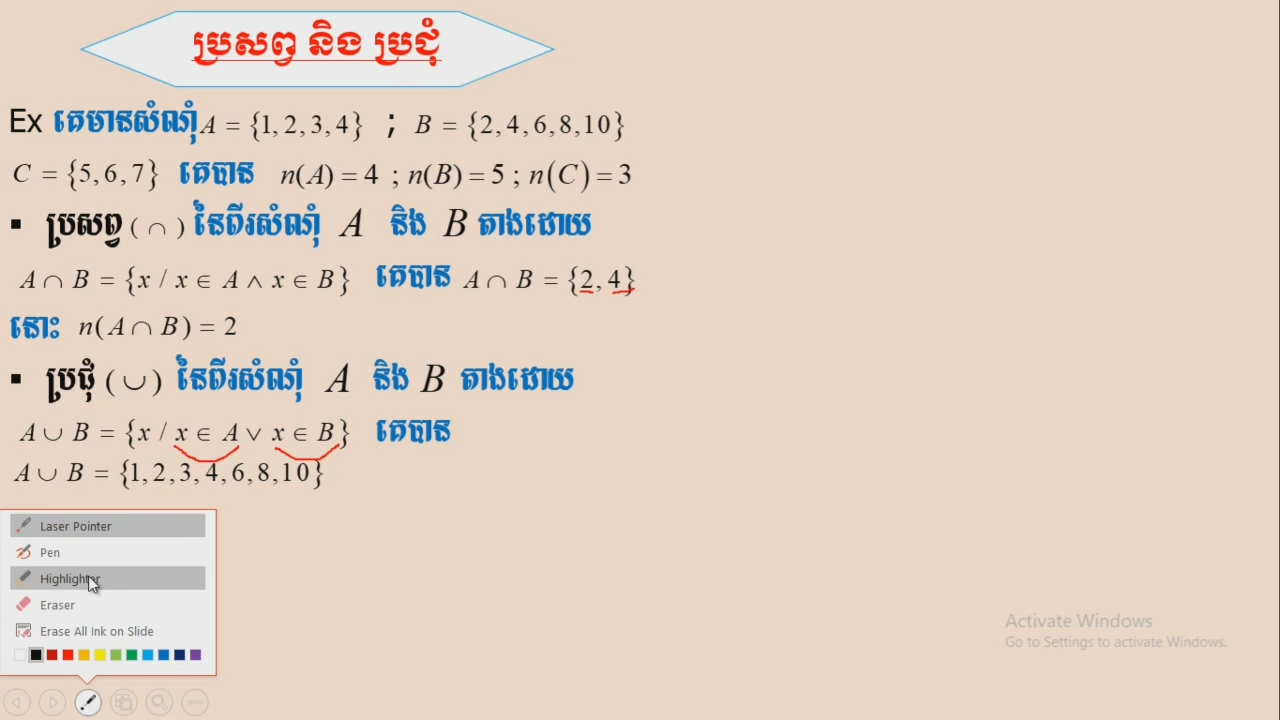 ប្រសព្វ និង ប្រជុំ
Ex គេមានសំណុំ A = {1, 2, 3, 4} ; B = {2, 4, 6, 8, 10}
C = {5, 6, 7} គេបាន n(A) = 4 ; n(B) = 5 ; n(C) = 3
▪ ប្រសព្វ ( ∩ ) នៃពីរសំណុំ A និង B តាងដោយ
A ∩ B = {x / x ∈ A ∧ x ∈ B} គេបាន A ∩ B = {2, 4}
នោះ n(A ∩ B) = 2
▪ ប្រជុំ ( ∪ ) នៃពីរសំណុំ A និង B តាងដោយ
A ∪ B = {x / x ∈ A ∨ x ∈ B} គេបាន
A ∪ B = {1, 2, 3, 4, 6, 8, 10}
Laser Pointer
Pen
Highlighter
Eraser
Erase All Ink on Slide
Activate Windows
Go to Settings to activate Windows.